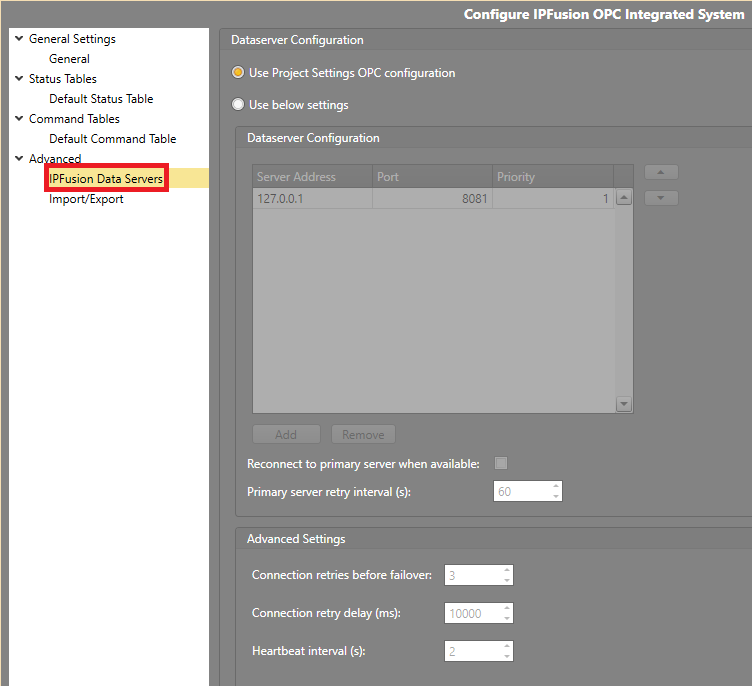 Configure IPFusion OPC Integrated System
General Settings
General
Status Tables
Default Status Table
Command Tables
Default Command Table
Advanced
IPFusion Data Servers
Import/Export
Dataserver Configuration
Use Project Settings OPC configuration
Use below settings
Dataserver Configuration
Server Address Port Priority
127.0.0.1 8081 1
Add Remove
Reconnect to primary server when available:
Primary server retry interval (s): 60
Advanced Settings
Connection retries before failover: 3
Connection retry delay (ms): 10000
Heartbeat interval (s): 2